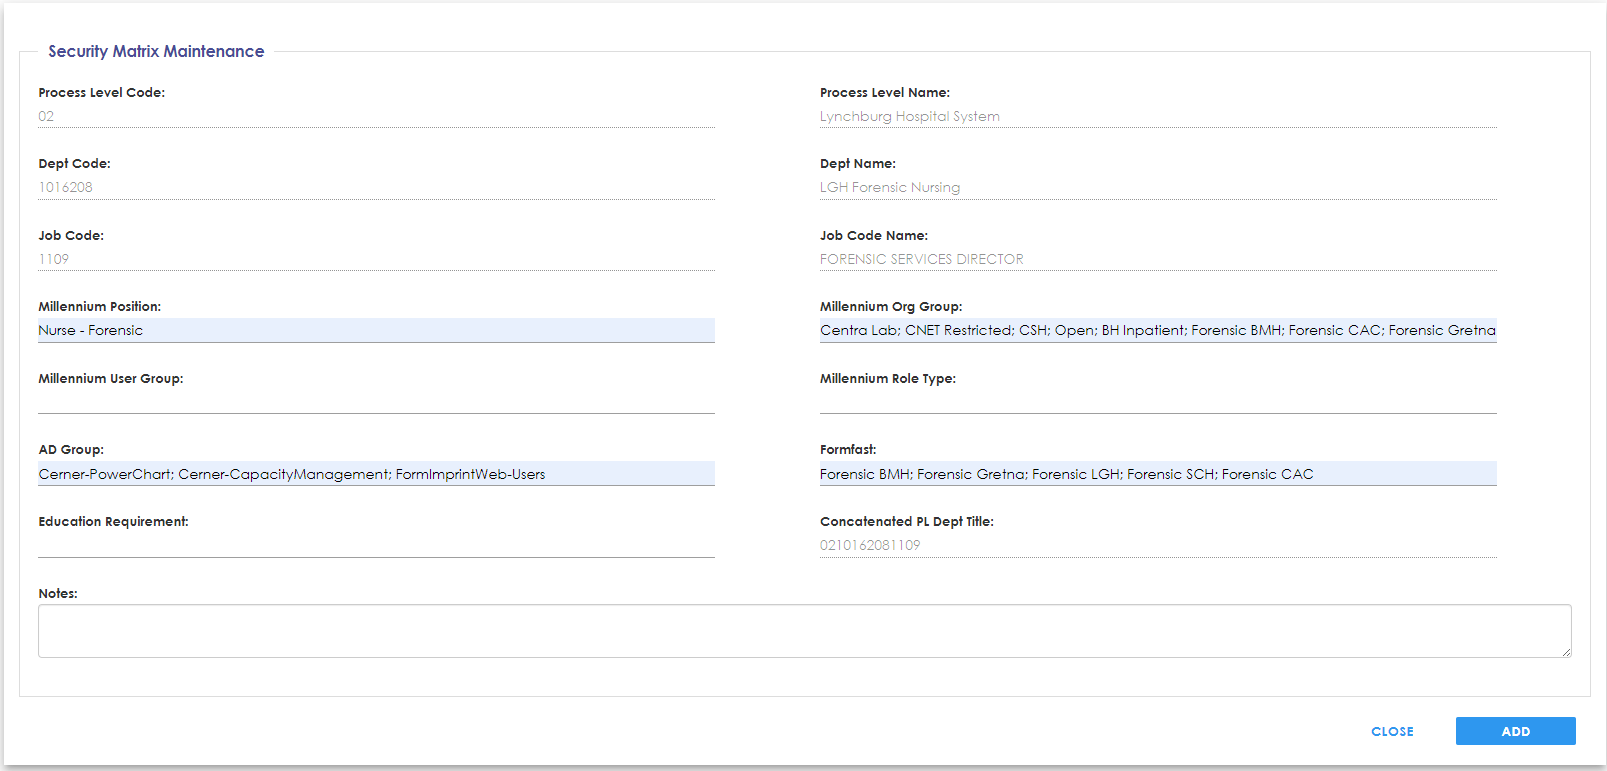 Security Matrix Maintenance
Process Level Code:
Process Level Name:
02
Lynchburg Hospital System
Dept Code:
Dept Name:
1016208
LGH Forensic Nursing
Job Code:
Job Code Name:
1109
FORENSIC SERVICES DIRECTOR
Millennium Position:
Millennium Org Group:
Nurse - Forensic
Centra Lab; CNET Restricted; CSH; Open; BH Inpatient; Forensic BMH; Forensic CAC; Forensic Gretna
Millennium User Group:
Millennium Role Type:
AD Group:
Formfast:
Cerner-PowerChart; Cerner-CapacityManagement; FormImprintWeb-Users
Forensic BMH; Forensic Gretna; Forensic LGH; Forensic SCH; Forensic CAC
Education Requirement:
Concatenated PL Dept Title:
0210162081109
Notes:
CLOSE
ADD